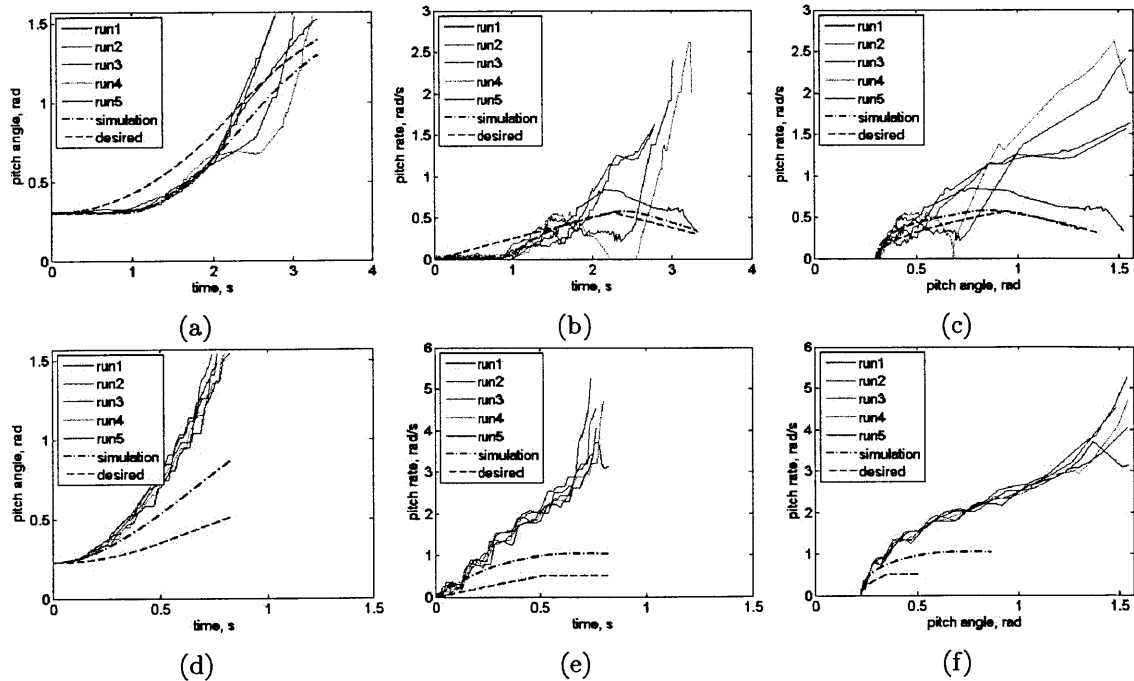 1.5
1
0.5
0
pitch angle, rad
run1
run2
run3
run4
run5
simulation
desired
0 1 2 3 4
time, s
(a)
3
2.5
2
1.5
1
0.5
0
pitch rate, rad/s
run1
run2
run3
run4
run5
simulation
desired
0 1 2 3 4
time, s
(b)
3
2.5
2
1.5
1
0.5
0
pitch rate, rad/s
run1
run2
run3
run4
run5
simulation
desired
0 0.5 1 1.5
pitch angle, rad
(c)
1.5
1
0.5
0
pitch angle, rad
run1
run2
run3
run4
run5
simulation
desired
0 0.5 1 1.5
time, s
(d)
6
5
4
3
2
1
0
pitch rate, rad/s
run1
run2
run3
run4
run5
simulation
desired
0 0.5 1 1.5
time, s
(e)
6
5
4
3
2
1
0
pitch rate, rad/s
run1
run2
run3
run4
run5
simulation
desired
0 0.5 1 1.5
pitch angle, rad
(f)